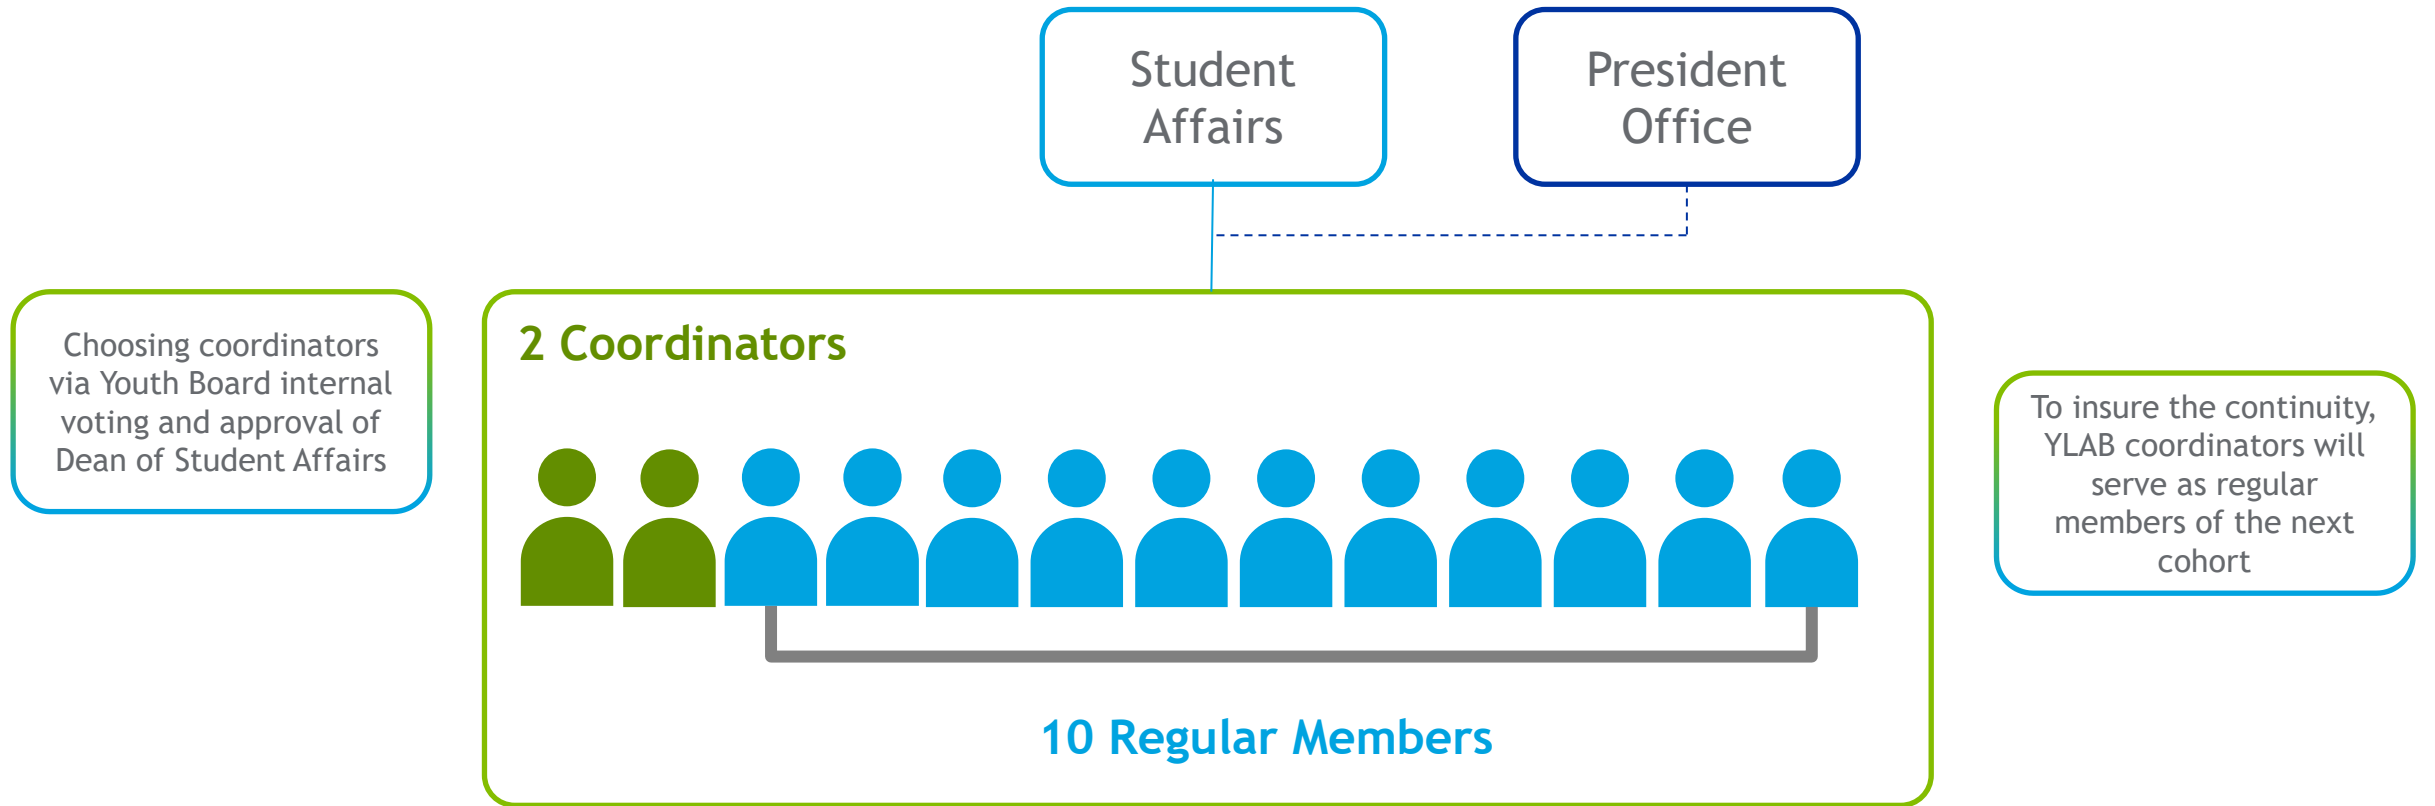 Student
Affairs
President
Office
Choosing coordinators
via Youth Board internal
voting and approval of
Dean of Student Affairs
2 Coordinators
10 Regular Members
To insure the continuity,
YLAB coordinators will
serve as regular
members of the next
cohort